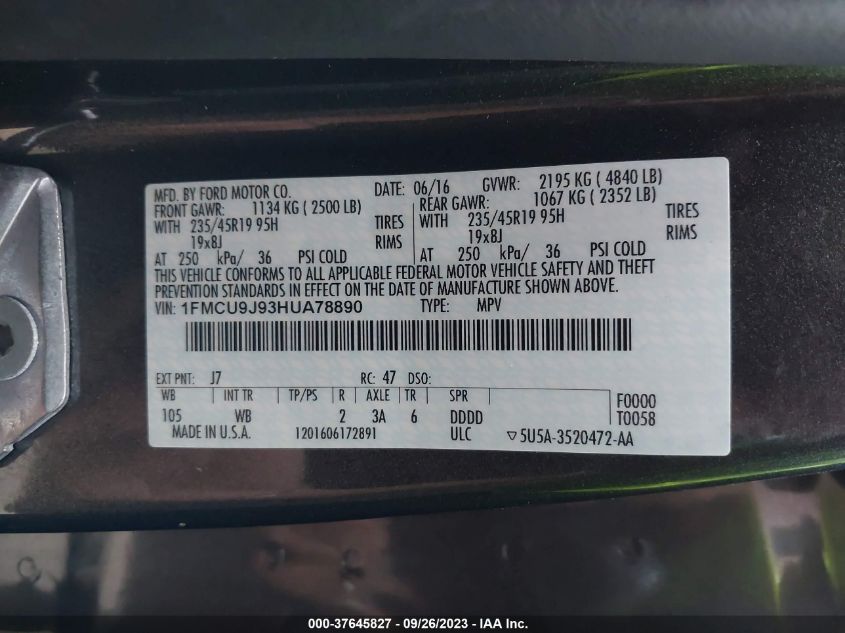 MFD. BY FORD MOTOR CO. DATE: 06/16 GVWR: 2195 KG ( 4840 LB)
FRONT GAWR: 1134 KG ( 2500 LB) REAR GAWR: 1067 KG ( 2352 LB)
WITH 235/45R19 95H TIRES WITH 235/45R19 95H TIRES
19x8J RIMS 19x8J RIMS
AT 250 kPa/ 36 PSI COLD AT 250 kPa/ 36 PSI COLD
THIS VEHICLE CONFORMS TO ALL APPLICABLE FEDERAL MOTOR VEHICLE SAFETY AND THEFT
PREVENTION STANDARDS IN EFFECT ON THE DATE OF MANUFACTURE SHOWN ABOVE.
VIN: 1FMCU9J93HUA78890 TYPE: MPV
EXT PNT: J7 RC: 47 DSO:
WB INT TR TP/PS R AXLE TR SPR F0000
105 WB 2 3A 6 DDDD T0058
MADE IN U.S.A. 1201606172891 ULC ▽5U5A-3520472-AA
000-37645827 - 09/26/2023 - IAA Inc.